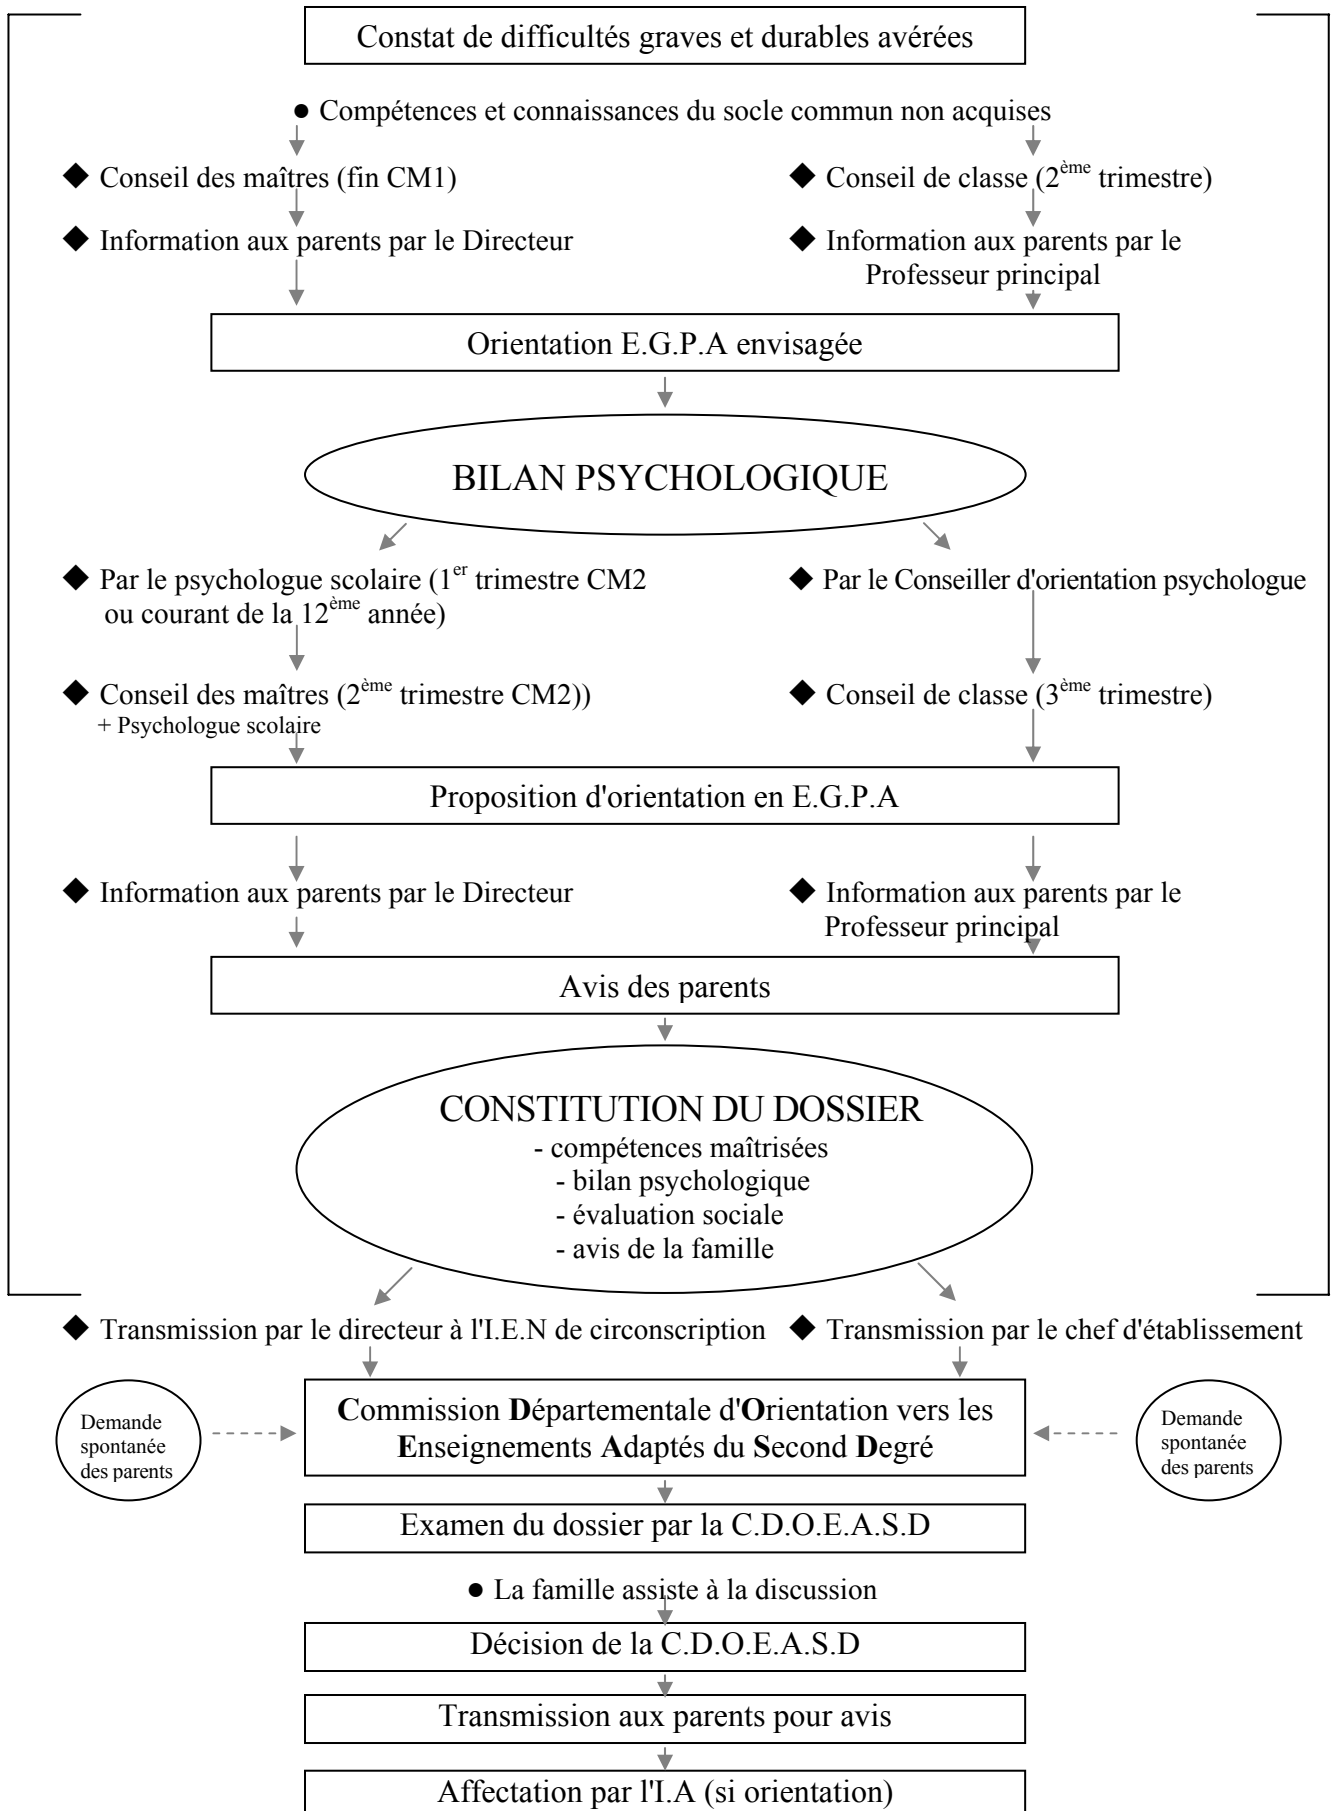 Constat de difficultés graves et durables avérées
● Compétences et connaissances du socle commun non acquises
◆ Conseil des maîtres (fin CM1)
◆ Conseil de classe (2ème trimestre)
◆ Information aux parents par le Directeur
◆ Information aux parents par le
Professeur principal
Orientation E.G.P.A envisagée
BILAN PSYCHOLOGIQUE
◆ Par le psychologue scolaire (1er trimestre CM2
ou courant de la 12ème année)
◆ Par le Conseiller d'orientation psychologue
◆ Conseil des maîtres (2ème trimestre CM2))
+ Psychologue scolaire
◆ Conseil de classe (3ème trimestre)
Proposition d'orientation en E.G.P.A
◆ Information aux parents par le Directeur
◆ Information aux parents par le
Professeur principal
Avis des parents
CONSTITUTION DU DOSSIER
- compétences maîtrisées
- bilan psychologique
- évaluation sociale
- avis de la famille
◆ Transmission par le directeur à l'I.E.N de circonscription
◆ Transmission par le chef d'établissement
Demande
spontanée
des parents
Commission Départementale d'Orientation vers les
Enseignements Adaptés du Second Degré
Demande
spontanée
des parents
Examen du dossier par la C.D.O.E.A.S.D
● La famille assiste à la discussion
Décision de la C.D.O.E.A.S.D
Transmission aux parents pour avis
Affectation par l'I.A (si orientation)